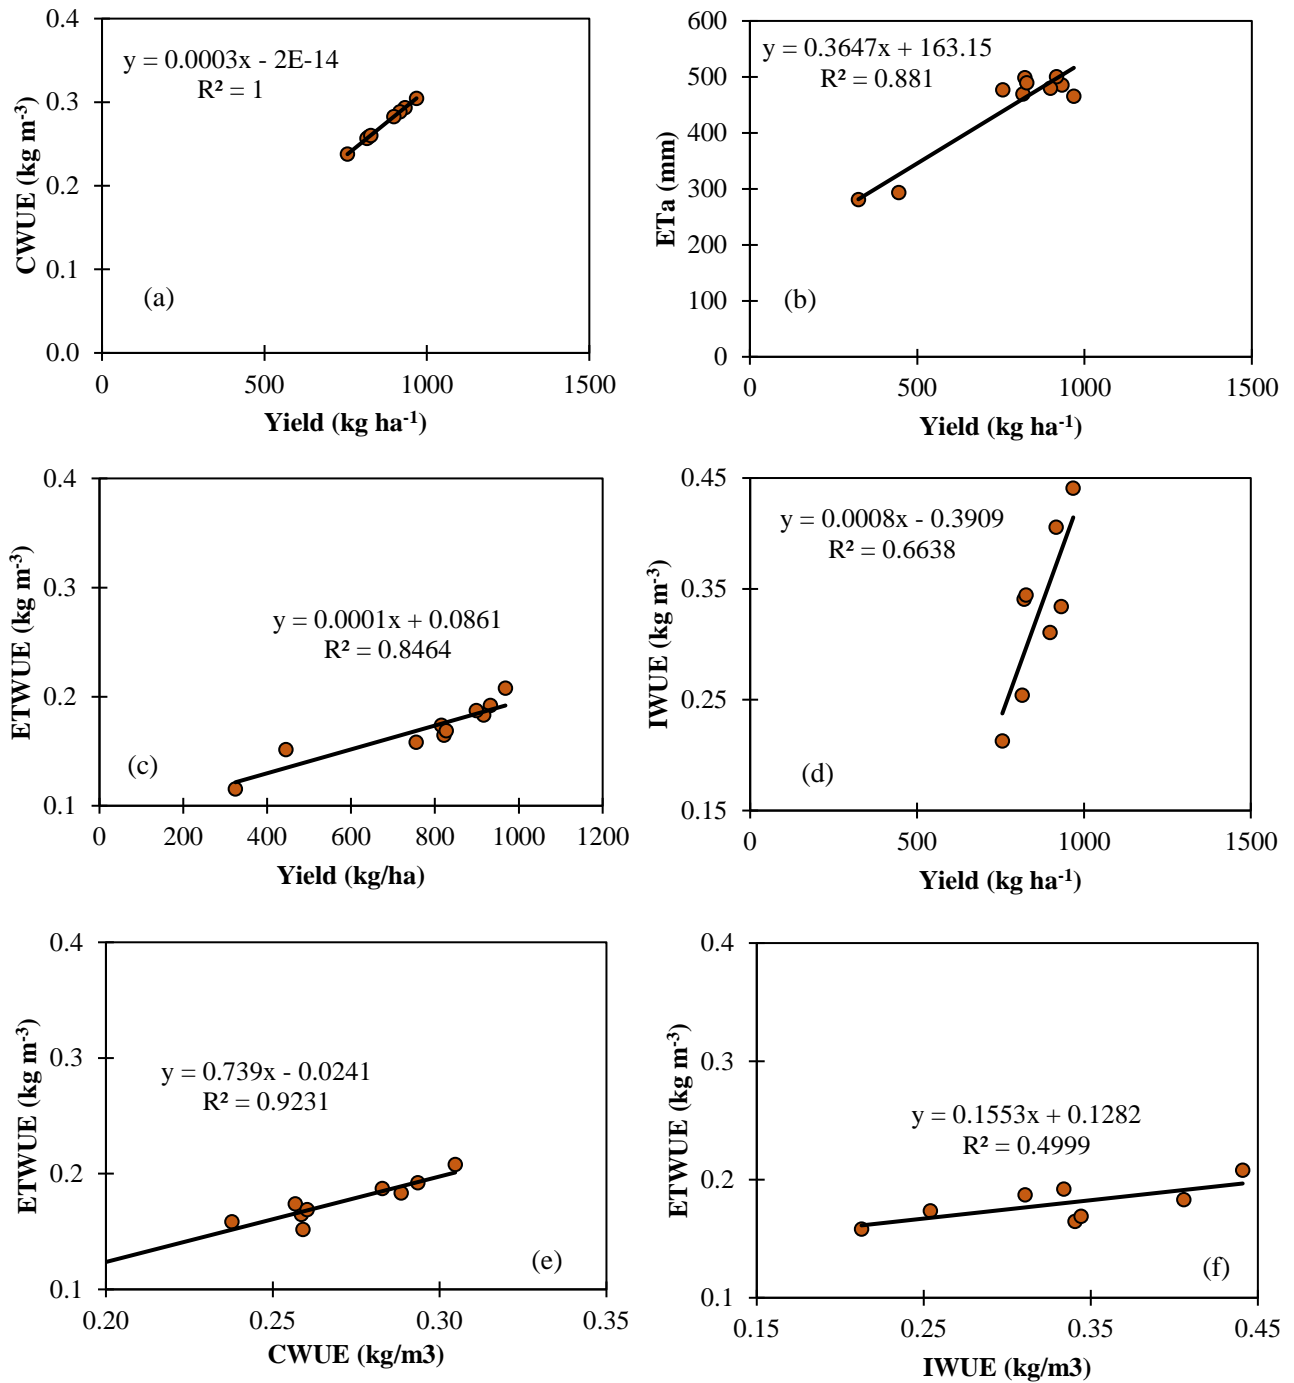 y = 0.0003x - 2E-14
R² = 1
CWUE (kg m-3)
0.4
0.3
0.2
0.1
0.0
(a)
0
500
1000
1500
Yield (kg ha-1)
y = 0.3647x + 163.15
R² = 0.881
ETa (mm)
600
500
400
300
200
100
0
(b)
0
500
1000
1500
Yield (kg ha-1)
y = 0.0001x + 0.0861
R² = 0.8464
ETWUE (kg m-3)
0.4
0.3
0.2
0.1
(c)
0
200
400
600
800
1000
1200
Yield (kg/ha)
y = 0.0008x - 0.3909
R² = 0.6638
IWUE (kg m-3)
0.45
0.35
0.25
0.15
(d)
0
500
1000
1500
Yield (kg ha-1)
y = 0.739x - 0.0241
R² = 0.9231
ETWUE (kg m-3)
0.4
0.3
0.2
0.1
(e)
0.20
0.25
0.30
0.35
CWUE (kg/m3)
y = 0.1553x + 0.1282
R² = 0.4999
ETWUE (kg m-3)
0.4
0.3
0.2
0.1
(f)
0.15
0.25
0.35
0.45
IWUE (kg/m3)